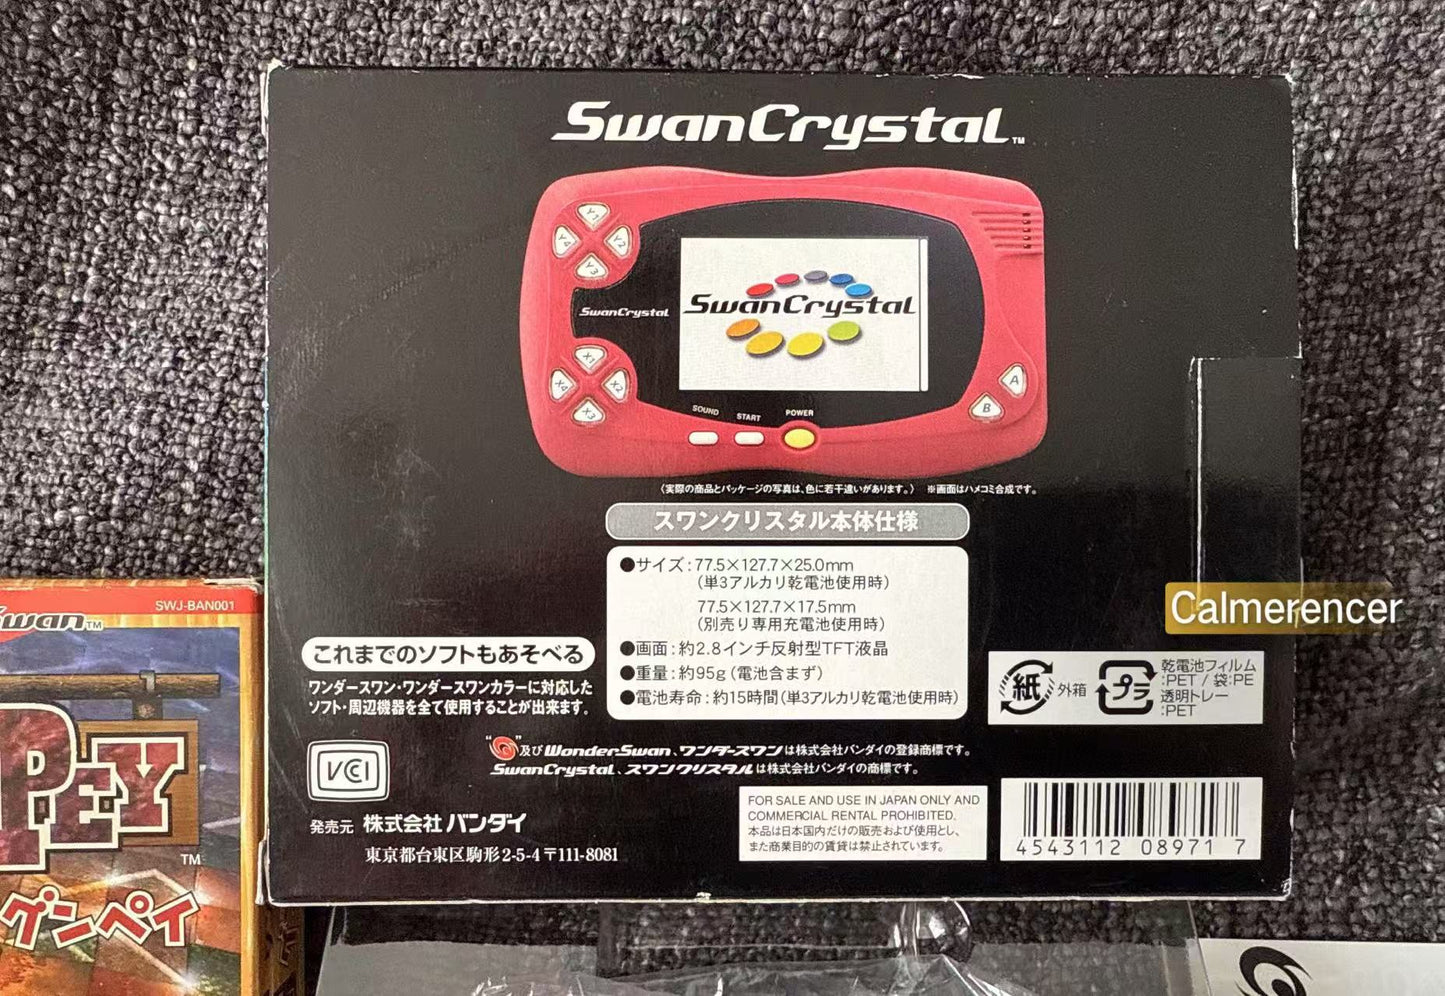 SwanCrystal™
Y1
Y4
Y2
Y3
SwanCrystal
SwanCrystal
X1
X4
X2
X3
A
B
SOUND
START
POWER
〈実際の商品とパッケージの写真は、色に若干違いがあります。〉 ※画面はハメコミ合成です。
スワンクリスタル本体仕様
●サイズ：77.5×127.7×25.0mm
（単3アルカリ乾電池使用時）
77.5×127.7×17.5mm
（別売り専用充電池使用時）
●画面：約2.8インチ反射型TFT液晶
●重量：約95g（電池含まず）
●電池寿命：約15時間（単3アルカリ乾電池使用時）
これまでのソフトもあそべる
ワンダースワン・ワンダースワンカラーに対応した
ソフト・周辺機器を全て使用することが出来ます。
VCI
"及びWonderSwan、ワンダースワンは株式会社バンダイの登録商標です。
SwanCrystal、スワンクリスタルは株式会社バンダイの商標です。
発売元 株式会社バンダイ
東京都台東区駒形2-5-4〒111-8081
FOR SALE AND USE IN JAPAN ONLY AND
COMMERCIAL RENTAL PROHIBITED.
本品は日本国内だけの販売および使用とし、
また商業目的の賃貸は禁止されています。
紙 外箱
プラ
乾電池フィルム
:PET / 袋:PE
透明トレー
:PET
4543112 08971 7
Calmerencer
SWJ-BAN001
Swan™
PEY™
グンペイ